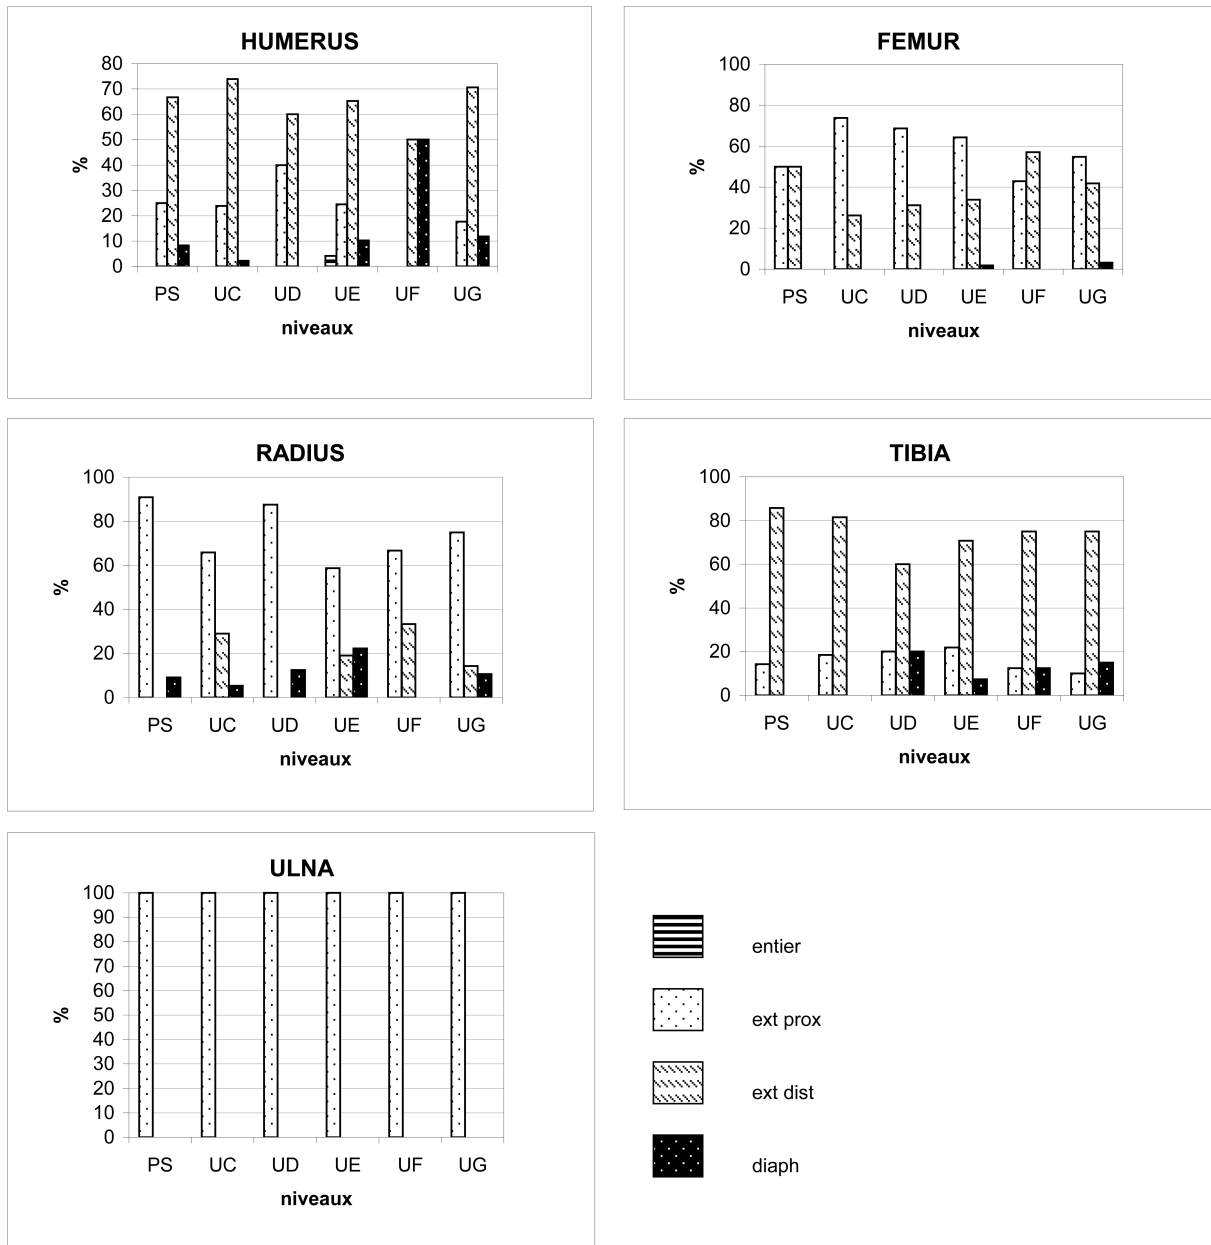 HUMERUS
80
70
60
50
40
30
20
10
0
%
PS UC UD UE UF UG
niveaux
FEMUR
100
80
60
40
20
0
%
PS UC UD UE UF UG
niveaux
RADIUS
100
80
60
40
20
0
%
PS UC UD UE UF UG
niveaux
TIBIA
100
80
60
40
20
0
%
PS UC UD UE UF UG
niveaux
ULNA
100
90
80
70
60
50
40
30
20
10
0
%
PS UC UD UE UF UG
niveaux
entier
ext prox
ext dist
diaph